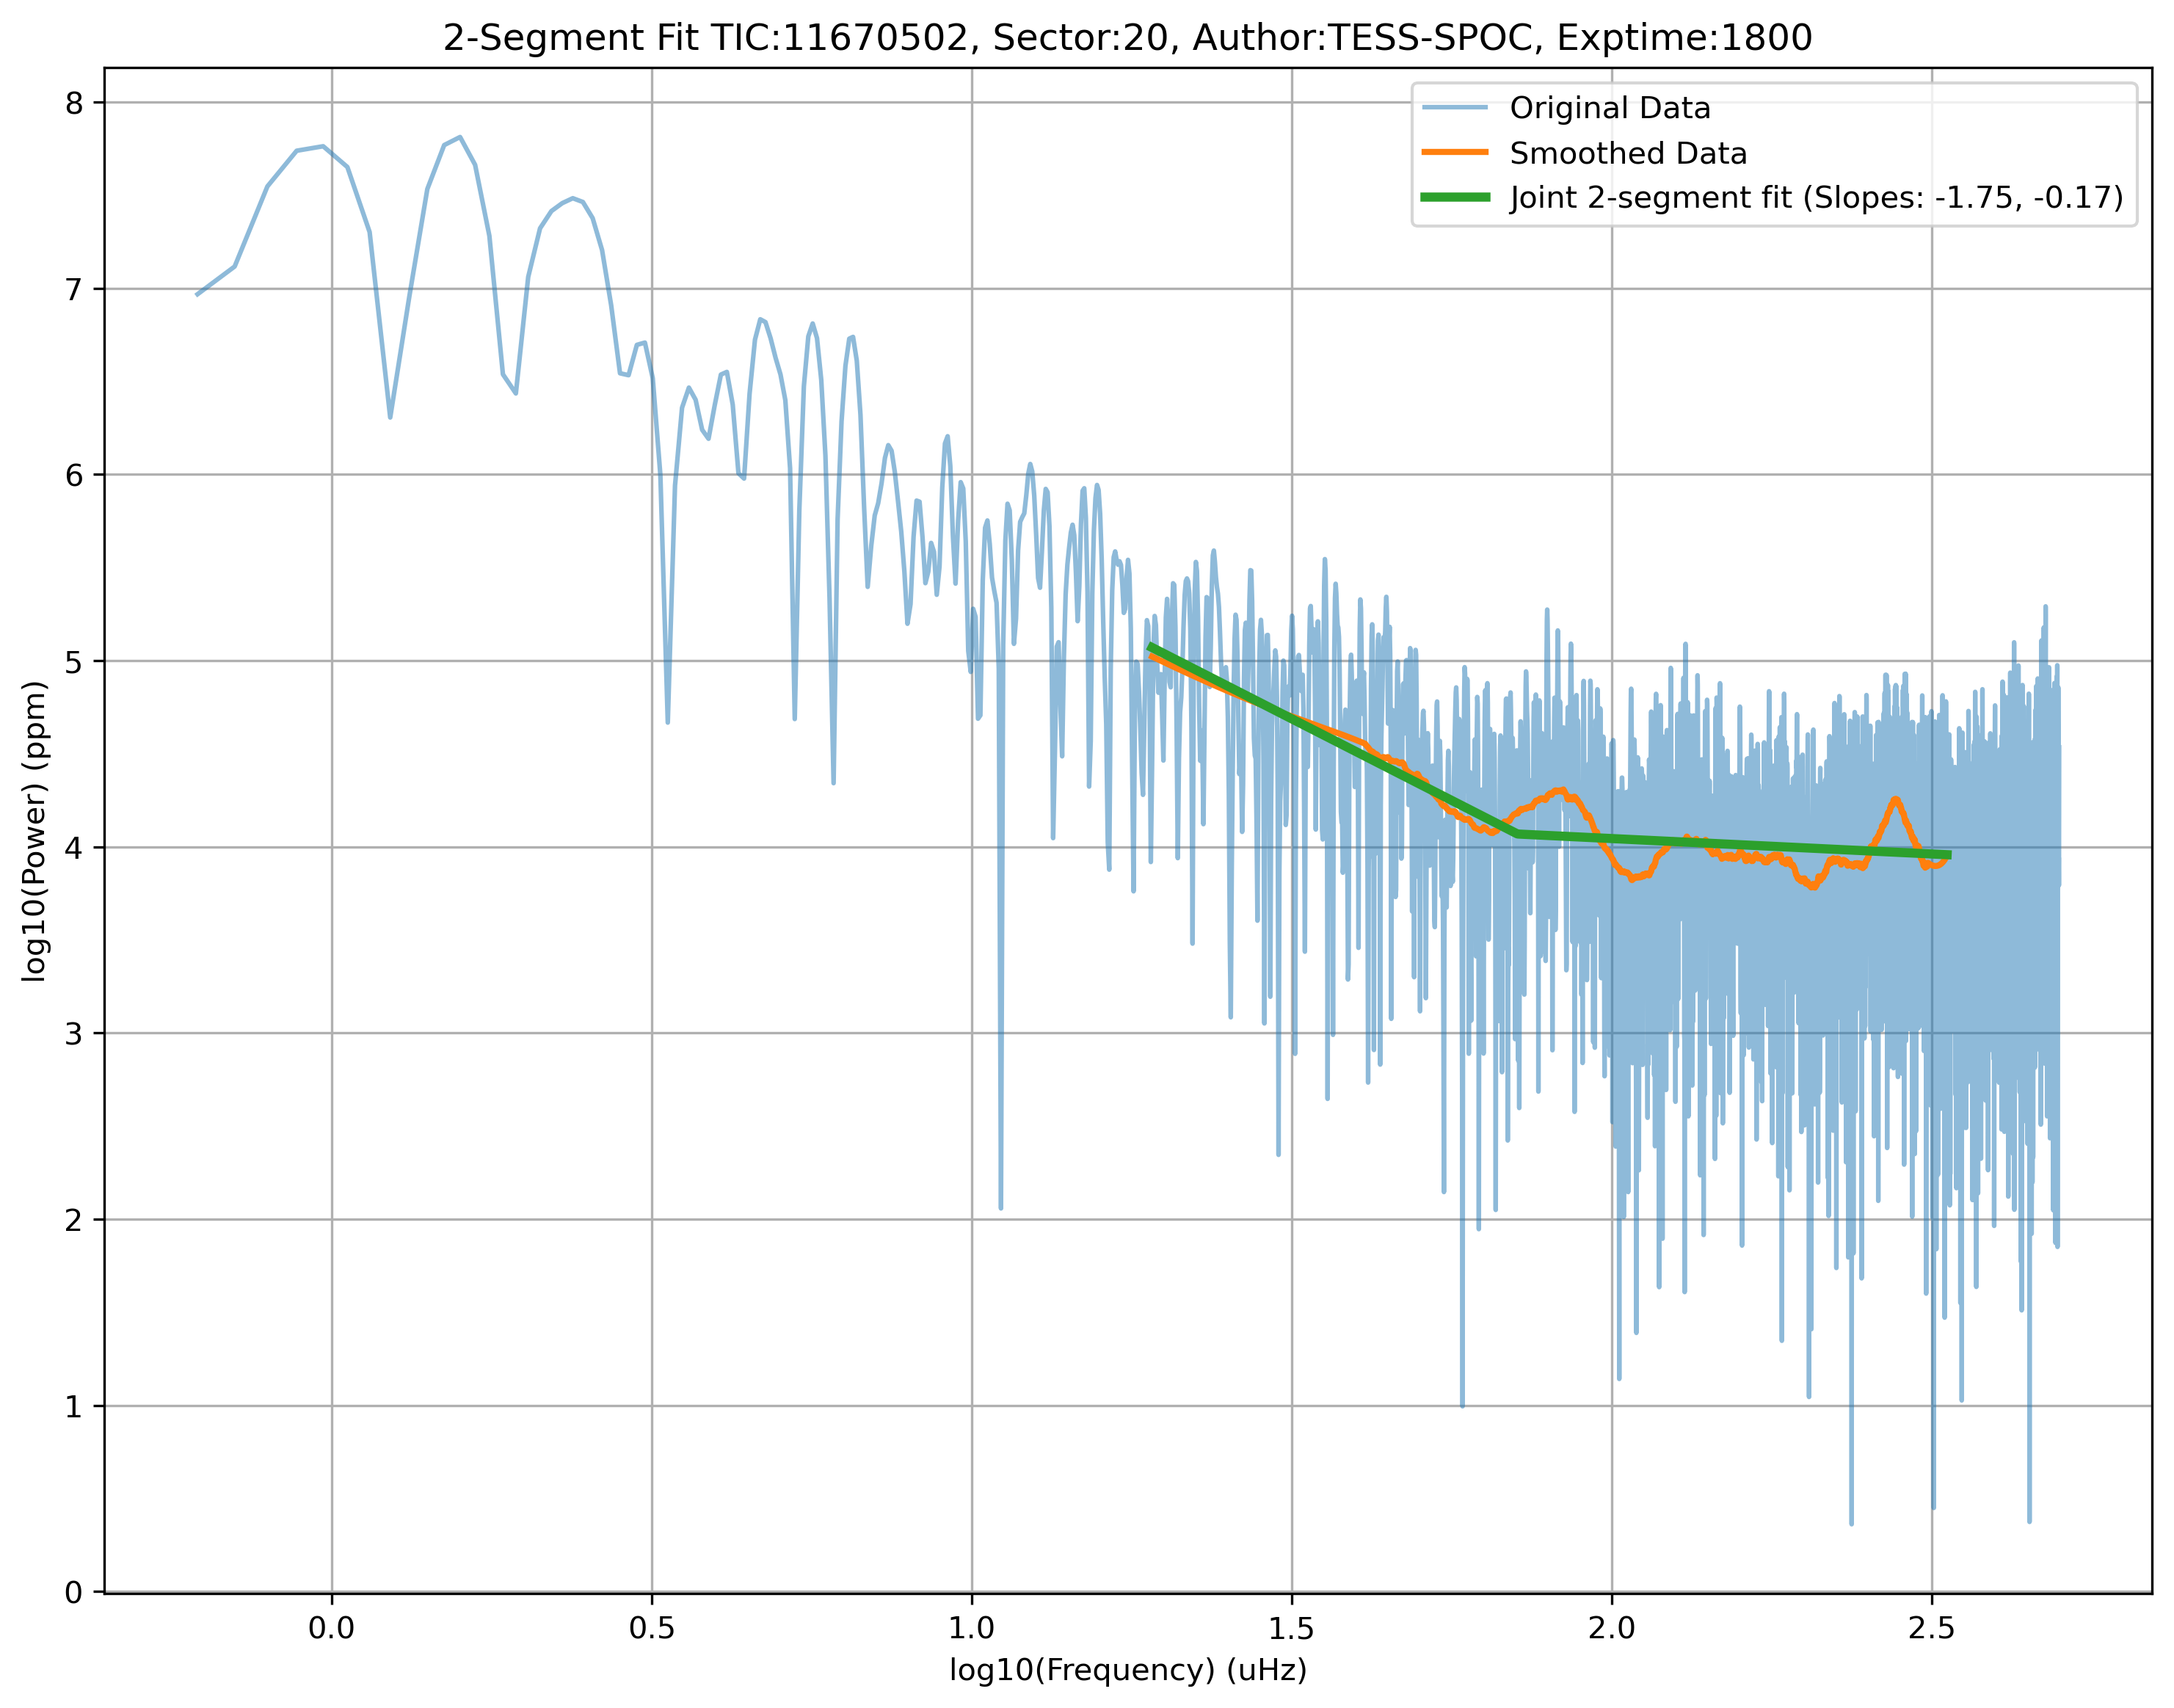 2-Segment Fit TIC:11670502, Sector:20, Author:TESS-SPOC, Exptime:1800
Original Data
Smoothed Data
Joint 2-segment fit (Slopes: -1.75, -0.17)
log10(Power) (ppm)
8
7
6
5
4
3
2
1
0
0.0 0.5 1.0 1.5 2.0 2.5
log10(Frequency) (uHz)